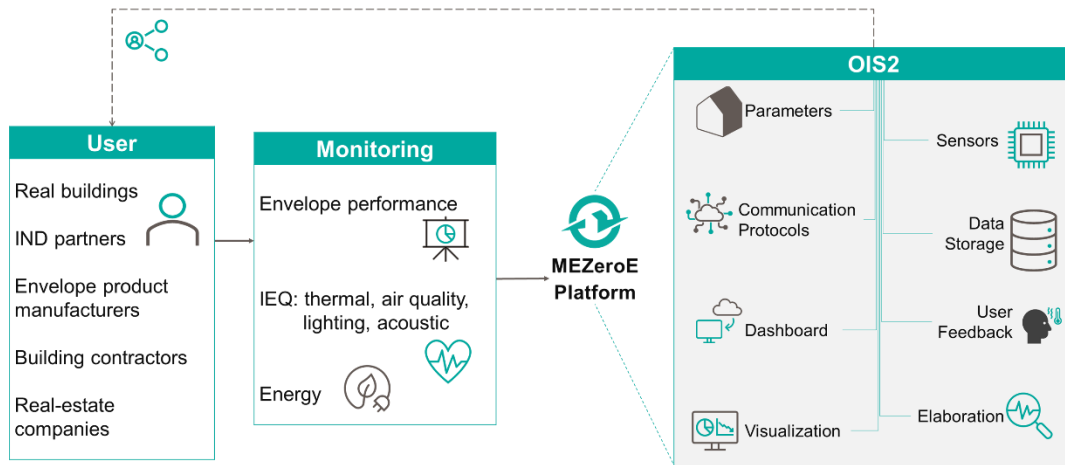 User
Real buildings
IND partners
Envelope product
manufacturers
Building contractors
Real-estate
companies
Monitoring
Envelope performance
IEQ: thermal, air quality,
lighting, acoustic
Energy
MEZeroE
Platform
OIS2
Parameters
Communication
Protocols
Dashboard
Visualization
Sensors
Data
Storage
User
Feedback
Elaboration